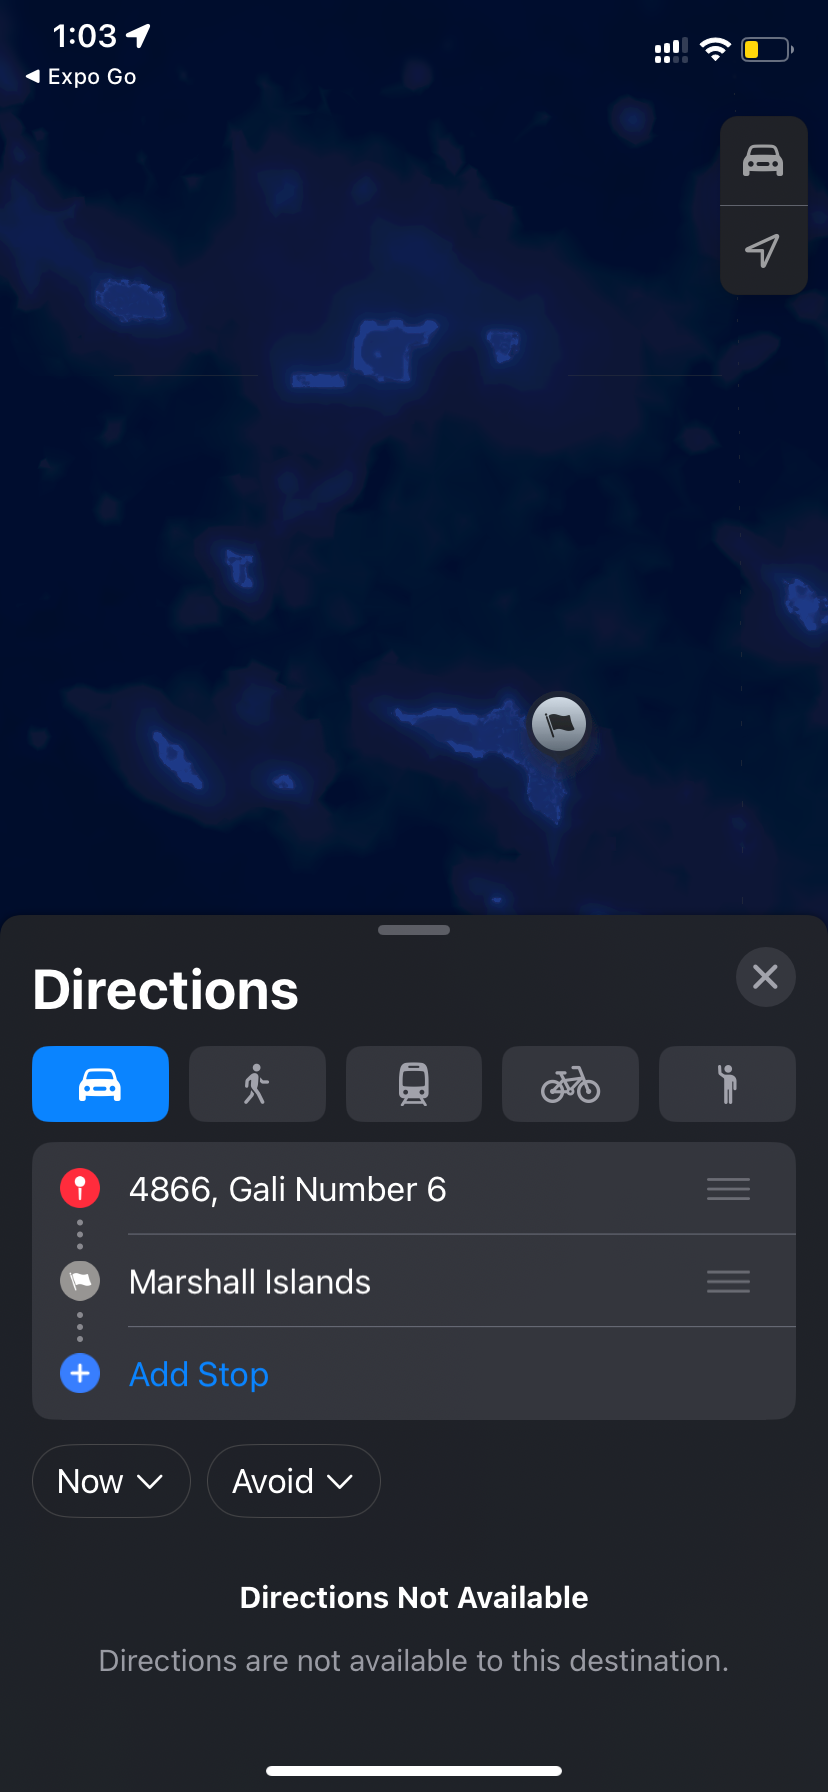 1:03
Expo Go
Directions
4866, Gali Number 6
Marshall Islands
Add Stop
Now
Avoid
Directions Not Available
Directions are not available to this destination.